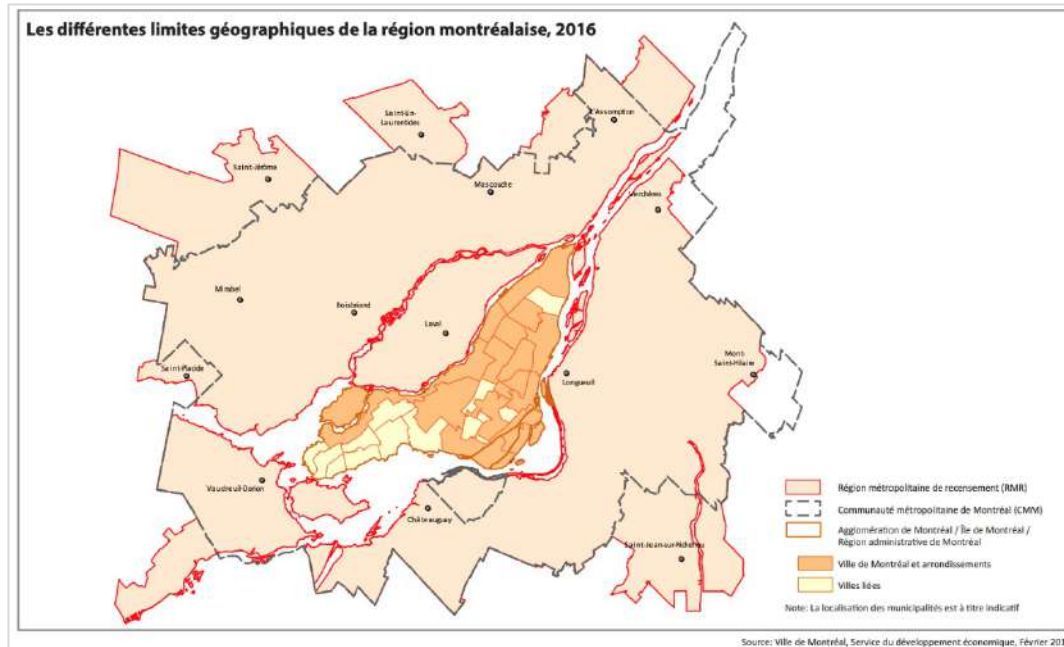 Les différentes limites géographiques de la région montréalaise, 2016
Saint-Lin-
Laurentides
L'Assomption
Saint-Jérôme
Mascouche
Verchères
Mirabel
Boisbriand
Laval
Mont-
Saint-Hilaire
Saint-Placide
Longueuil
Vaudreuil-Dorion
Châteauguay
Saint-Jean-sur-Richelieu
Région métropolitaine de recensement (RMR)
Communauté métropolitaine de Montréal (CMM)
Agglomération de Montréal / Île de Montréal /
Région administrative de Montréal
Ville de Montréal et arrondissements
Villes liées
Note: La localisation des municipalités est à titre indicatif
Source: Ville de Montréal, Service du développement économique, Février 201